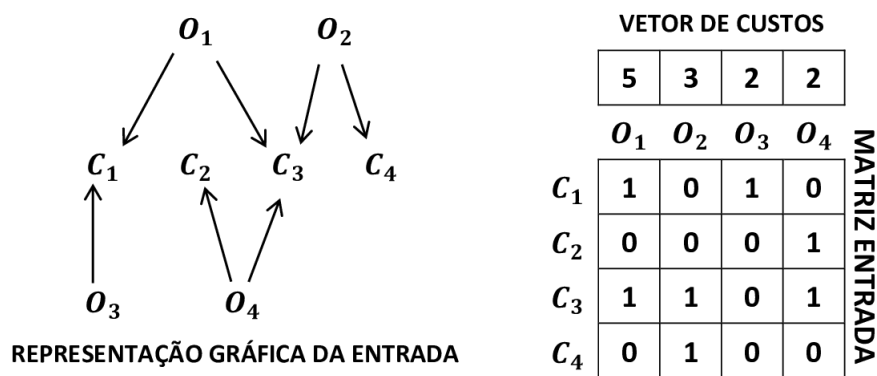 O₁ O₂
C₁ C₂ C₃ C₄
O₃ O₄
REPRESENTAÇÃO GRÁFICA DA ENTRADA
VETOR DE CUSTOS
5 3 2 2
O₁ O₂ O₃ O₄
C₁ 1 0 1 0
C₂ 0 0 0 1
C₃ 1 1 0 1
C₄ 0 1 0 0
MATRIZ ENTRADA